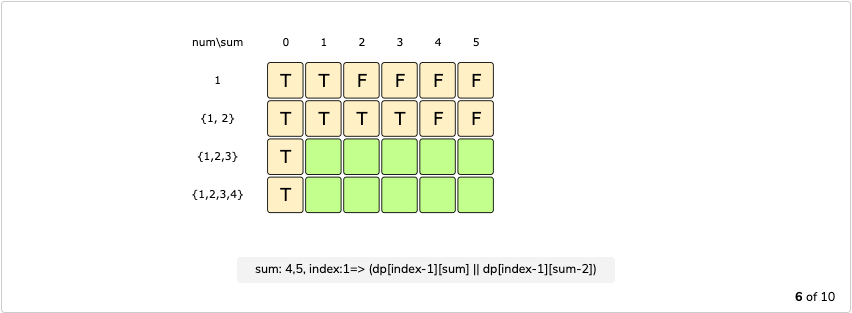 num\sum 0 1 2 3 4 5
1 T T F F F F
{1, 2} T T T T F F
{1,2,3} T
{1,2,3,4} T
sum: 4,5, index:1=> (dp[index-1][sum] || dp[index-1][sum-2])
6 of 10